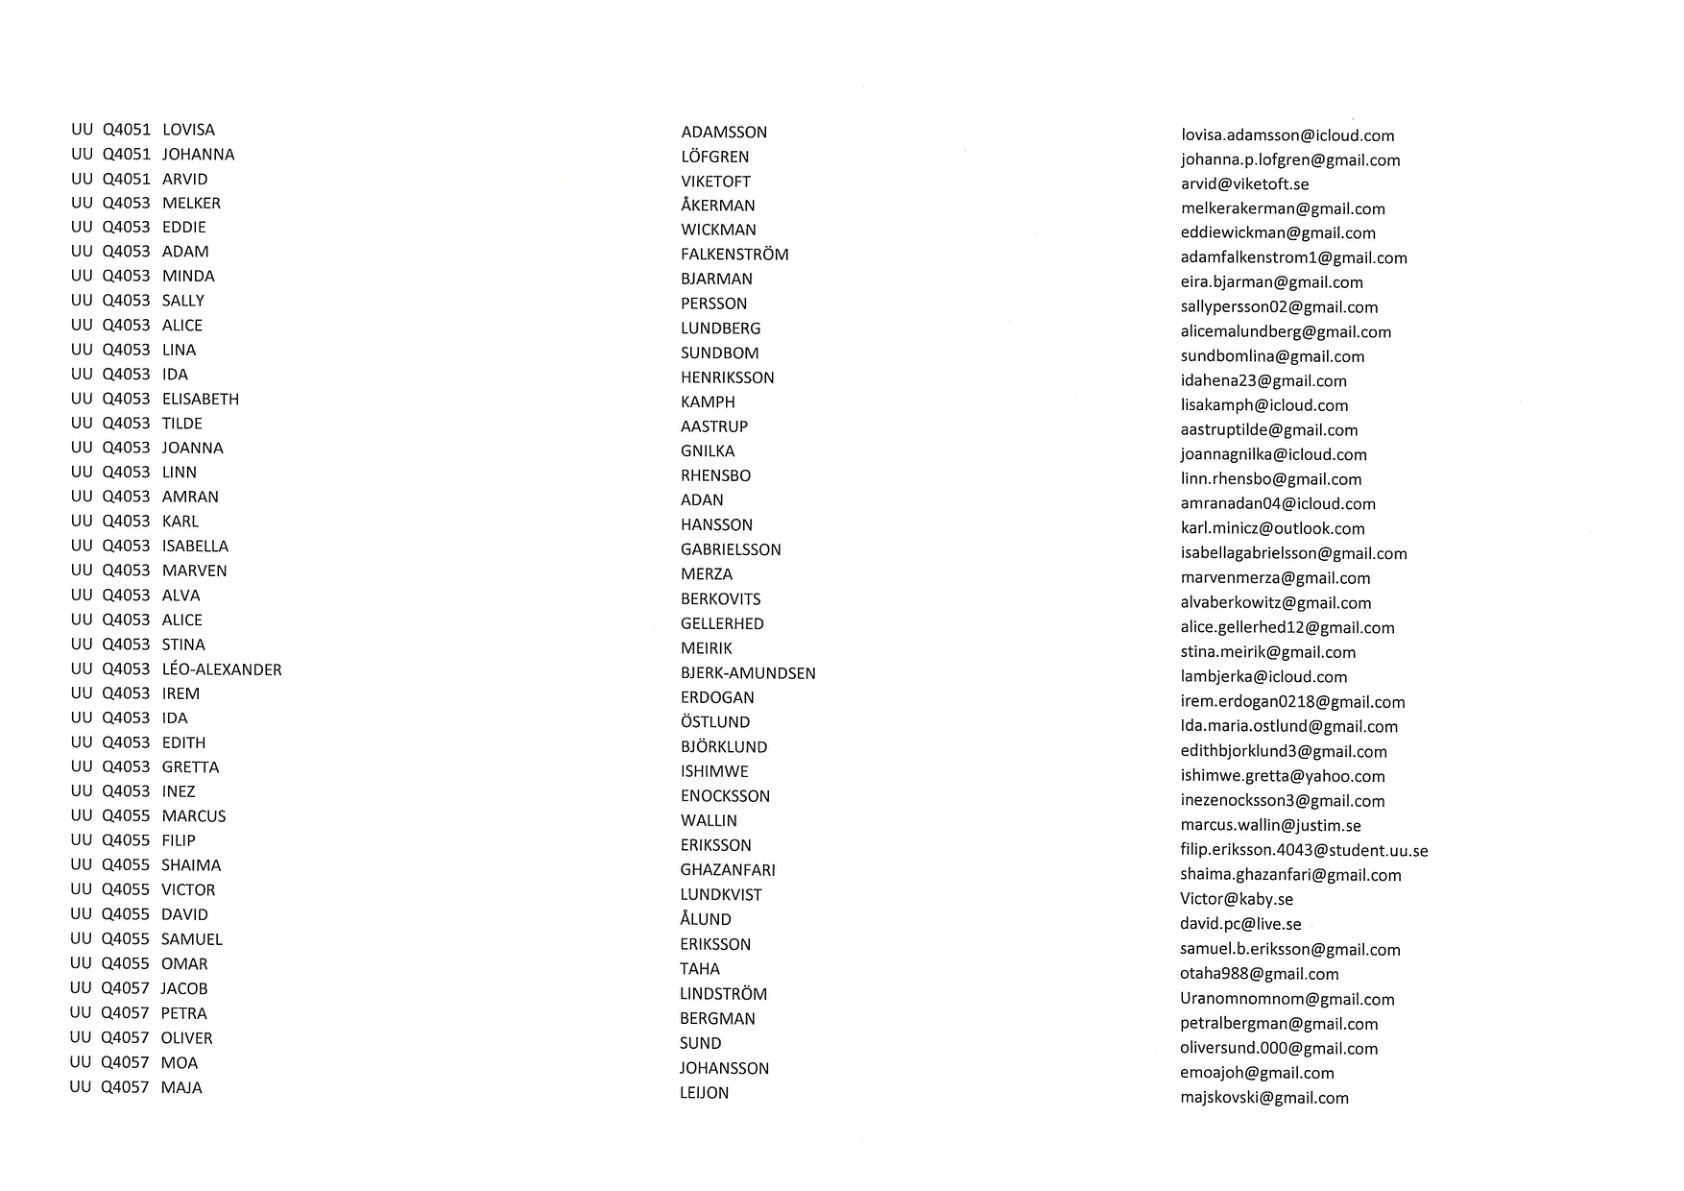 UU Q4051 LOVISA ADAMSSON lovisa.adamsson@icloud.com
UU Q4051 JOHANNA LÖFGREN johanna.p.lofgren@gmail.com
UU Q4051 ARVID VIKETOFT arvid@viketoft.se
UU Q4053 MELKER ÅKERMAN melkerakerman@gmail.com
UU Q4053 EDDIE WICKMAN eddiewickman@gmail.com
UU Q4053 ADAM FALKENSTRÖM adamfalkenstrom1@gmail.com
UU Q4053 MINDA BJARMAN eira.bjarman@gmail.com
UU Q4053 SALLY PERSSON sallypersson02@gmail.com
UU Q4053 ALICE LUNDBERG alicemalundberg@gmail.com
UU Q4053 LINA SUNDBOM sundbomlina@gmail.com
UU Q4053 IDA HENRIKSSON idahena23@gmail.com
UU Q4053 ELISABETH KAMPH lisakamph@icloud.com
UU Q4053 TILDE AASTRUP aastruptilde@gmail.com
UU Q4053 JOANNA GNILKA joannagnilka@icloud.com
UU Q4053 LINN RHENSBO linn.rhensbo@gmail.com
UU Q4053 AMRAN ADAN amranadan04@icloud.com
UU Q4053 KARL HANSSON karl.minicz@outlook.com
UU Q4053 ISABELLA GABRIELSSON isabellagabrielsson@gmail.com
UU Q4053 MARVEN MERZA marvenmerza@gmail.com
UU Q4053 ALVA BERKOVITS alvaberkowitz@gmail.com
UU Q4053 ALICE GELLERHED alice.gellerhed12@gmail.com
UU Q4053 STINA MEIRIK stina.meirik@gmail.com
UU Q4053 LÉO-ALEXANDER BJERK-AMUNDSEN lambjerka@icloud.com
UU Q4053 IREM ERDOGAN irem.erdogan0218@gmail.com
UU Q4053 IDA ÖSTLUND Ida.maria.ostlund@gmail.com
UU Q4053 EDITH BJÖRKLUND edithbjorklund3@gmail.com
UU Q4053 GRETTA ISHIMWE ishimwe.gretta@yahoo.com
UU Q4053 INEZ ENOCKSSON inezenocksson3@gmail.com
UU Q4055 MARCUS WALLIN marcus.wallin@justim.se
UU Q4055 FILIP ERIKSSON filip.eriksson.4043@student.uu.se
UU Q4055 SHAIMA GHAZANFARI shaima.ghazanfari@gmail.com
UU Q4055 VICTOR LUNDKVIST Victor@kaby.se
UU Q4055 DAVID ÅLUND david.pc@live.se
UU Q4055 SAMUEL ERIKSSON samuel.b.eriksson@gmail.com
UU Q4055 OMAR TAHA otaha988@gmail.com
UU Q4057 JACOB LINDSTRÖM Uranomnomnom@gmail.com
UU Q4057 PETRA BERGMAN petralbergman@gmail.com
UU Q4057 OLIVER SUND oliversund.000@gmail.com
UU Q4057 MOA JOHANSSON emoajoh@gmail.com
UU Q4057 MAJA LEIJON majskovski@gmail.com